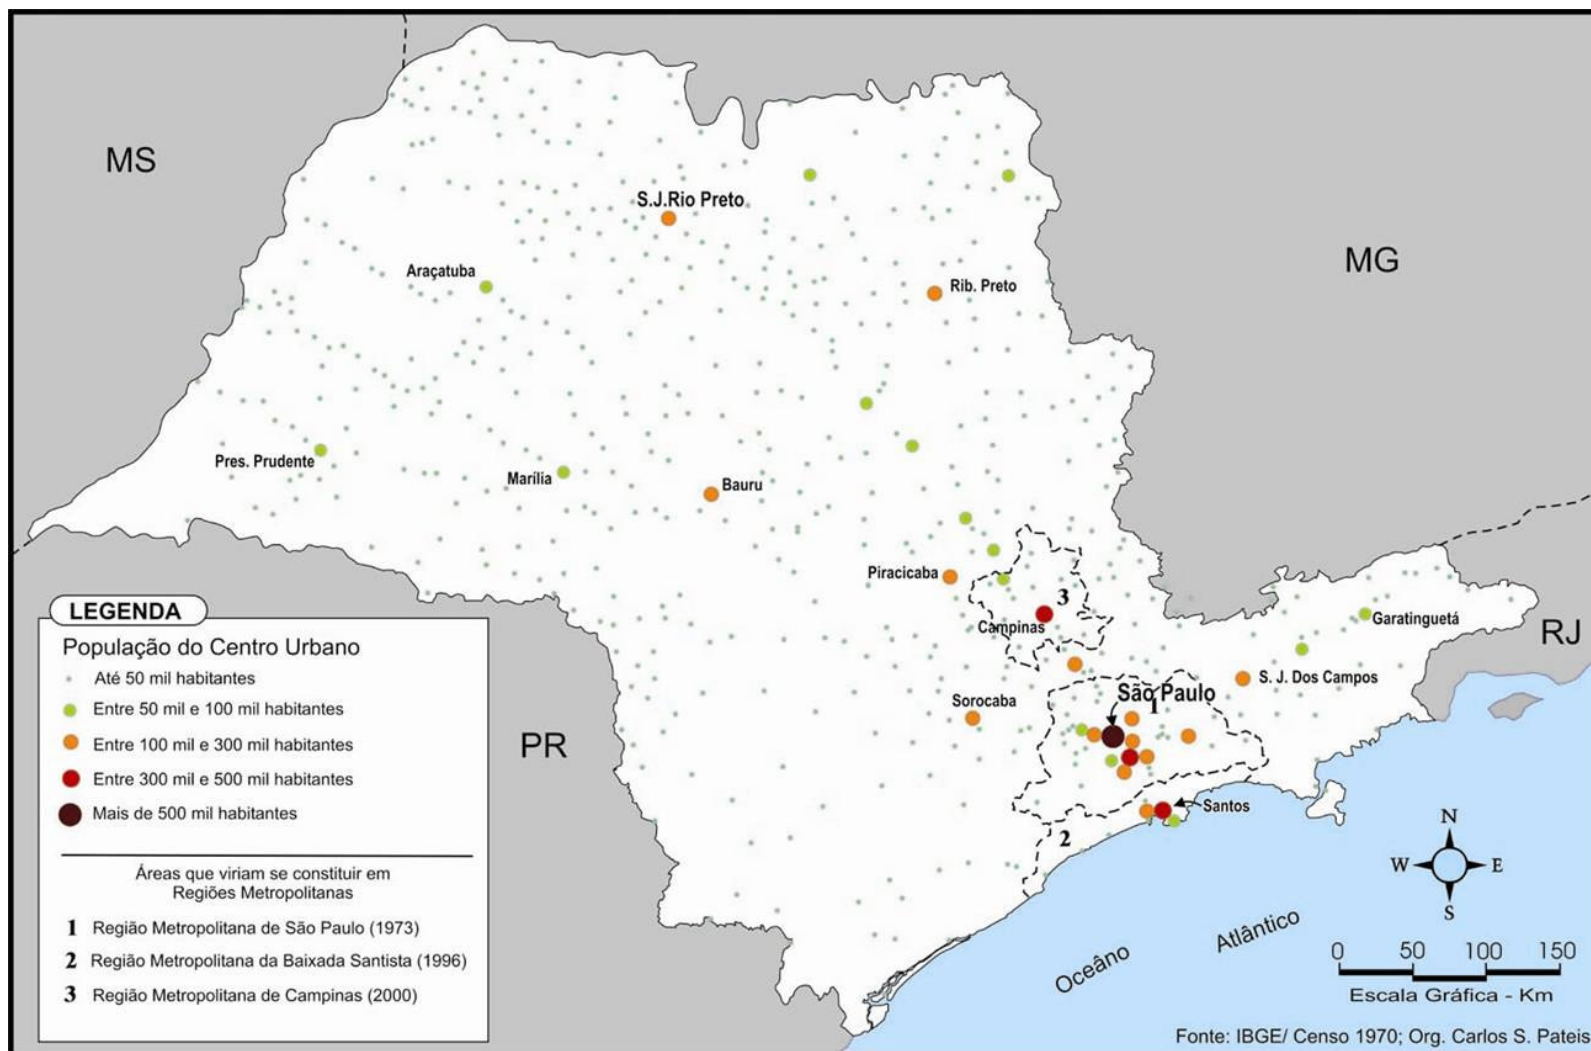 MS
S.J.Rio Preto
MG
Araçatuba
Rib. Preto
Pres. Prudente
Marília
Bauru
Piracicaba
3
Campinas
Garatinguetá
RJ
S. J. Dos Campos
São Paulo
1
Sorocaba
PR
Santos
2
LEGENDA
População do Centro Urbano
Até 50 mil habitantes
Entre 50 mil e 100 mil habitantes
Entre 100 mil e 300 mil habitantes
Entre 300 mil e 500 mil habitantes
Mais de 500 mil habitantes
Áreas que viriam se constituir em
Regiões Metropolitanas
1 Região Metropolitana de São Paulo (1973)
2 Região Metropolitana da Baixada Santista (1996)
3 Região Metropolitana de Campinas (2000)
N
W E
S
Oceâno Atlântico
0 50 100 150
Escala Gráfica - Km
Fonte: IBGE/ Censo 1970; Org. Carlos S. Pateis